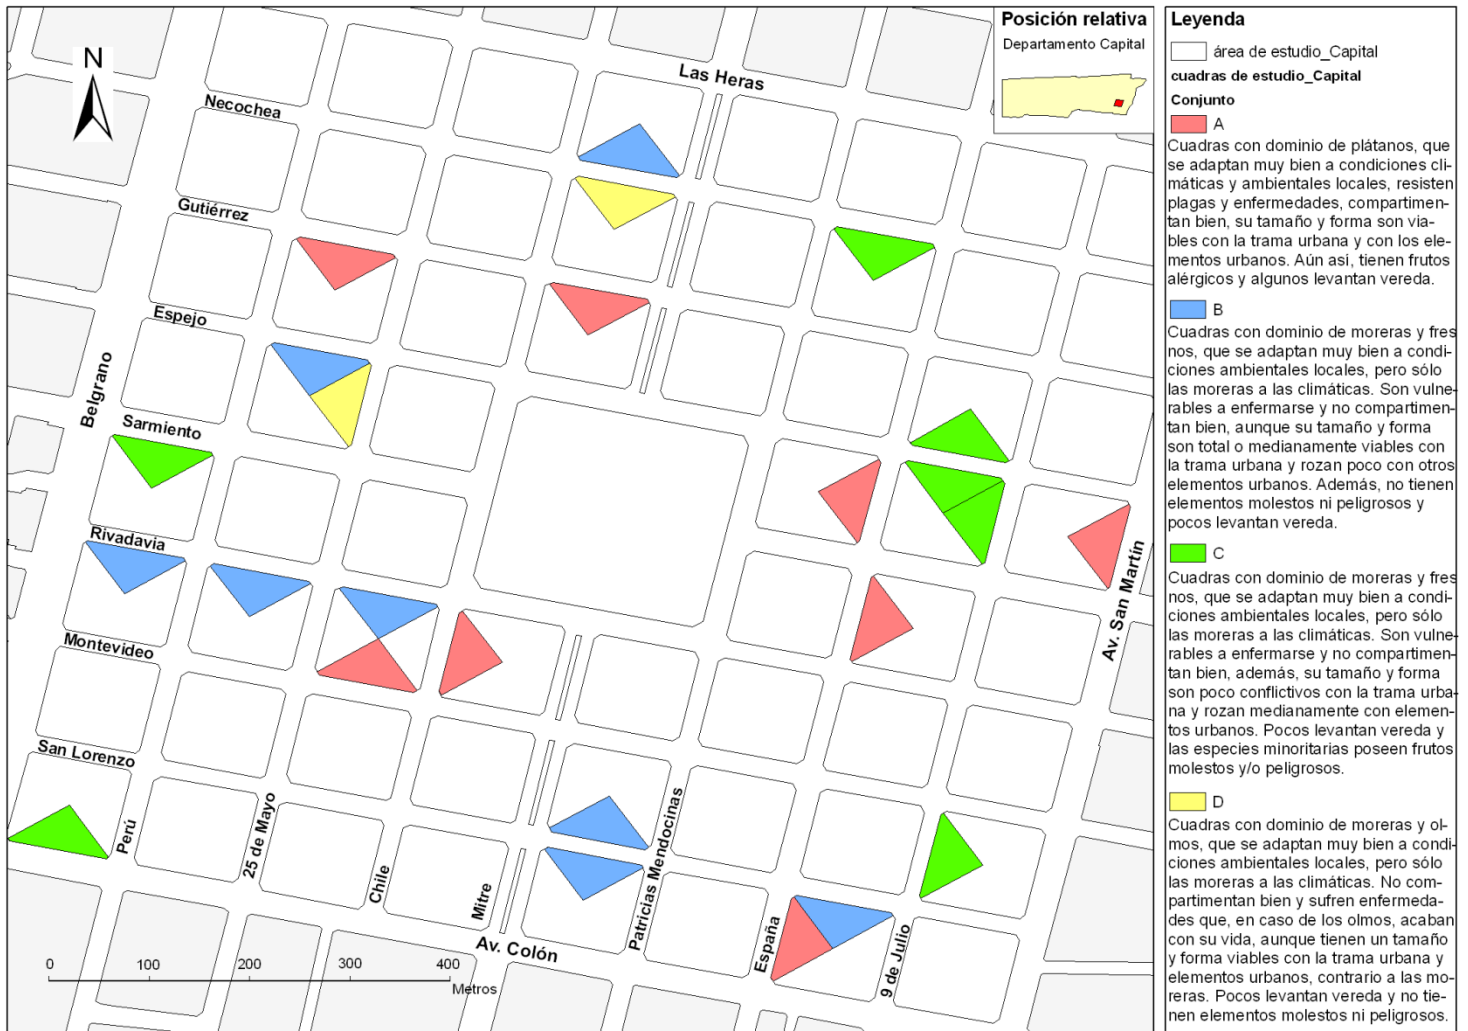 N
Las Heras
Necochea
Gutiérrez
Espejo
Belgrano
Sarmiento
Rivadavia
Montevideo
San Lorenzo
Perú
25 de Mayo
Chile
Mitre
Patricias Mendocinas
España
9 de Julio
Av. San Martín
Av. Colón
0 100 200 300 400
Metros
Posición relativa
Departamento Capital
Leyenda
área de estudio_Capital
cuadras de estudio_Capital
Conjunto
A
Cuadras con dominio de plátanos, que
se adaptan muy bien a condiciones cli-
máticas y ambientales locales, resisten
plagas y enfermedades, compartimen-
tan bien, su tamaño y forma son via-
bles con la trama urbana y con los ele-
mentos urbanos. Aún así, tienen frutos
alérgicos y algunos levantan vereda.
B
Cuadras con dominio de moreras y fres
nos, que se adaptan muy bien a condi-
ciones ambientales locales, pero sólo
las moreras a las climáticas. Son vulne-
rables a enfermarse y no compartimen-
tan bien, aunque su tamaño y forma
son total o medianamente viables con
la trama urbana y rozan poco con otros
elementos urbanos. Además, no tienen
elementos molestos ni peligrosos y
pocos levantan vereda.
C
Cuadras con dominio de moreras y fres
nos, que se adaptan muy bien a condi-
ciones ambientales locales, pero sólo
las moreras a las climáticas. Son vulne-
rables a enfermarse y no compartimen-
tan bien, además, su tamaño y forma
son poco conflictivos con la trama urba-
na y rozan medianamente con elemen-
tos urbanos. Pocos levantan vereda y
las especies minoritarias poseen frutos
molestos y/o peligrosos.
D
Cuadras con dominio de moreras y ol-
mos, que se adaptan muy bien a condi-
ciones ambientales locales, pero sólo
las moreras a las climáticas. No com-
partimentan bien y sufren enfermeda-
des que, en caso de los olmos, acaban
con su vida, aunque tienen un tamaño
y forma viables con la trama urbana y
elementos urbanos, contrario a las mo-
reras. Pocos levantan vereda y no tie-
nen elementos molestos ni peligrosos.